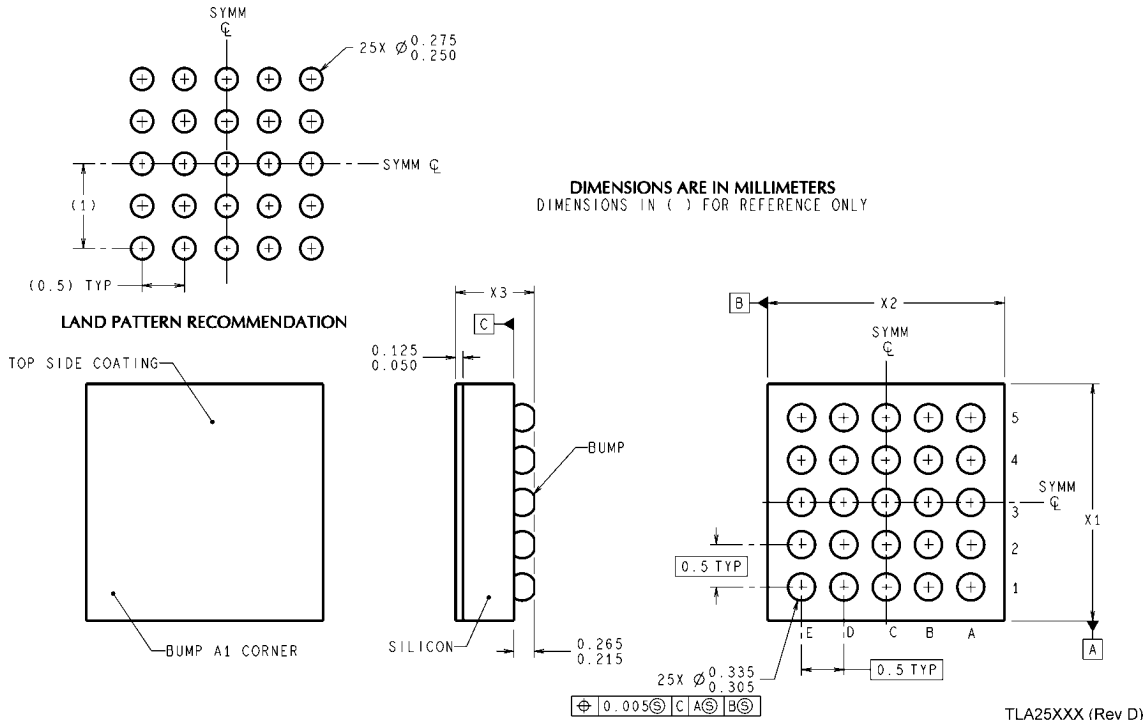 SYMM
℄
25X Ø 0.275
0.250
SYMM ℄
(1)
(0.5) TYP
LAND PATTERN RECOMMENDATION
DIMENSIONS ARE IN MILLIMETERS
DIMENSIONS IN ( ) FOR REFERENCE ONLY
TOP SIDE COATING
BUMP A1 CORNER
X3
C
0.125
0.050
BUMP
SILICON
0.265
0.215
B
X2
SYMM
℄
5
4
SYMM
℄
3
X1
2
0.5 TYP
1
E D C B A
A
0.5 TYP
25X Ø 0.335
0.305
⌖ 0.005Ⓢ C AⓈ BⓈ
TLA25XXX (Rev D)